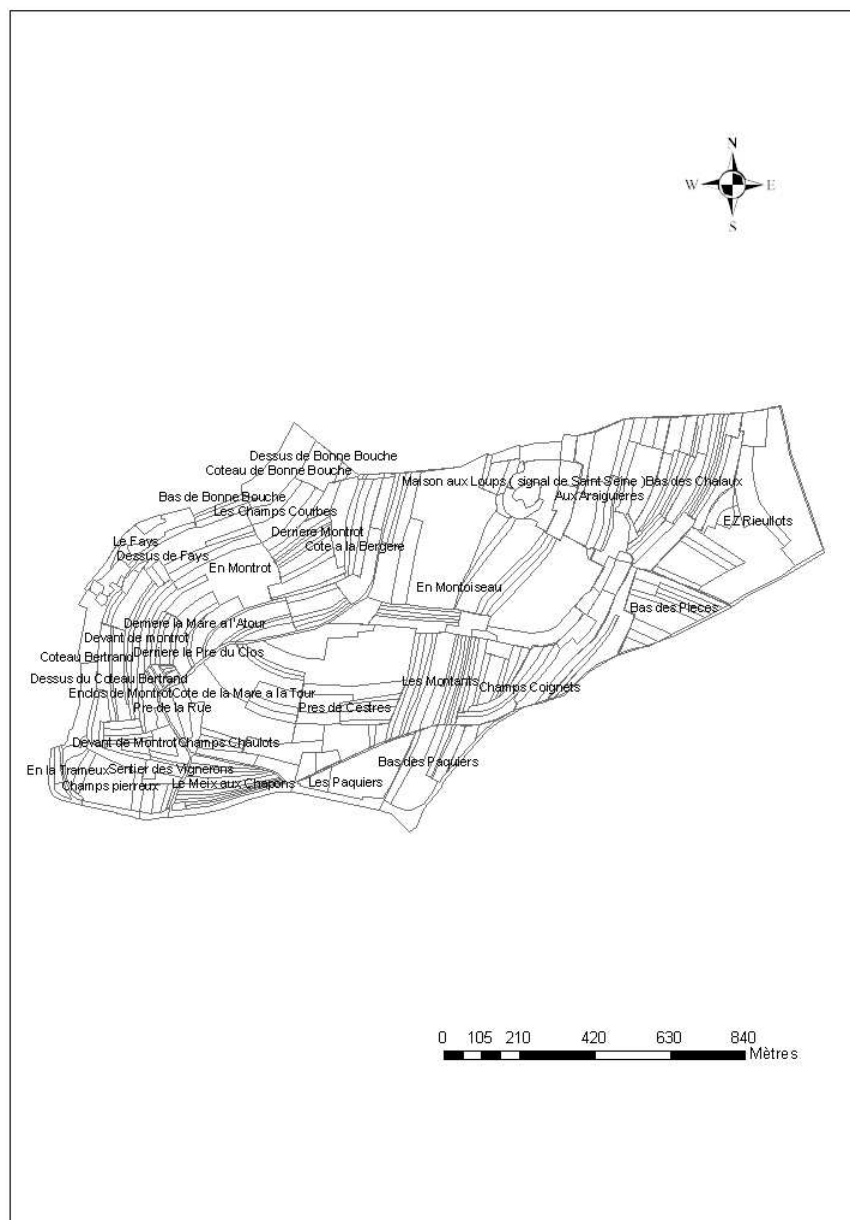 N
W E
S
Dessus de Bonne Bouche
Coteau de Bonne Bouche
Maison aux Loups ( signal de Saint-Seine )
Bas des Chalaux
Bas de Bonne Bouche
Aux Araiguieres
Les Champs Courbes
EZ Rieullots
Derriere Montrot
Le Fays
Cote a la Bergere
Dessus de Fays
En Montrot
En Montoiseau
Bas des Pieces
Derriere la Mare a l'Atour
Devant de montrot
Derriere le Pre du Clos
Coteau Bertrand
Dessus du Coteau Bertrand
Les Montants
Champs Coignets
Enclos de Montrot
Cote de la Mare a la Tour
Pre de la Rue
Pres de Cestres
Devant de Montrot
Champs Chaulots
Bas des Paquiers
En la Trameux
Sentier des Vignerons
Champs pierreux
Le Meix aux Chapons
Les Paquiers
0 105 210 420 630 840
Mètres